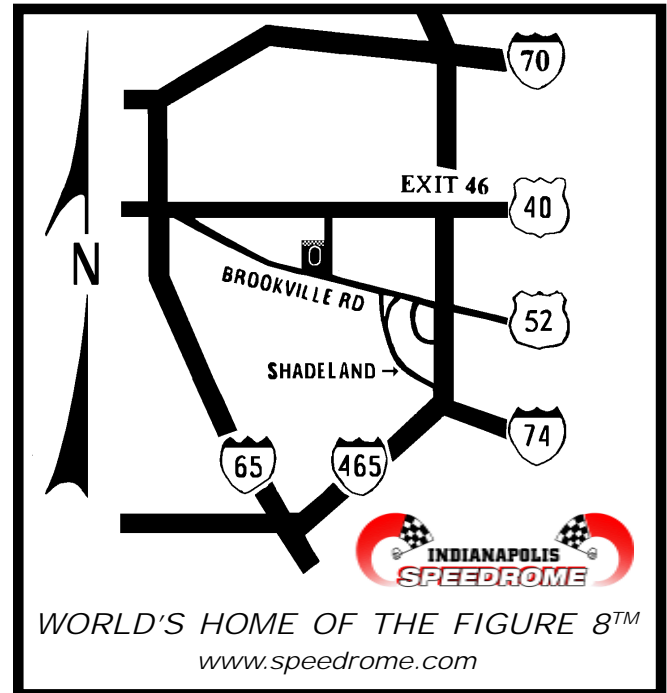 70
EXIT 46
40
N
0
BROOKVILLE RD
52
SHADELAND →
74
65
465
INDIANAPOLIS
SPEEDROME
WORLD'S HOME OF THE FIGURE 8™
www.speedrome.com